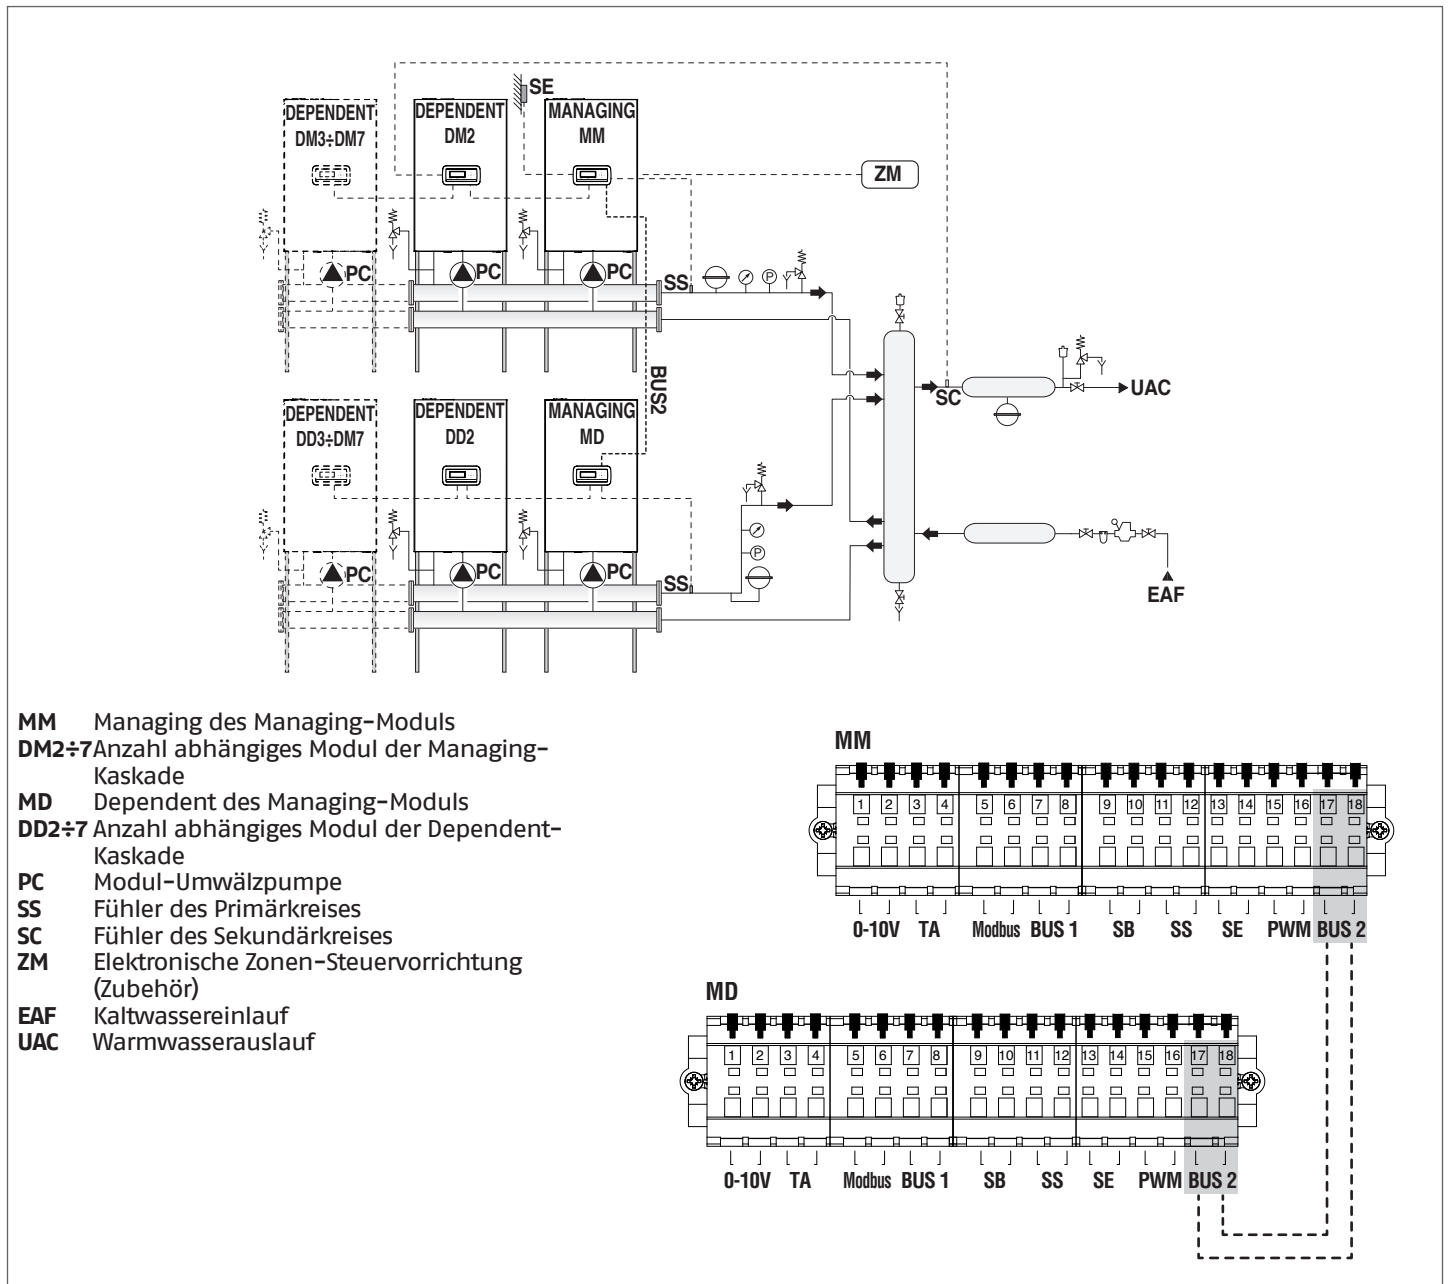 SE
DEPENDENT
DM3÷DM7
DEPENDENT
DM2
MANAGING
MM
ZM
PC
PC
PC
SS
P
BUS2
SC
UAC
DEPENDENT
DD3÷DM7
DEPENDENT
DD2
MANAGING
MD
P
PC
PC
PC
SS
EAF
MM Managing des Managing-Moduls
DM2÷7 Anzahl abhängiges Modul der Managing-
Kaskade
MD Dependent des Managing-Moduls
DD2÷7 Anzahl abhängiges Modul der Dependent-
Kaskade
PC Modul-Umwälzpumpe
SS Fühler des Primärkreises
SC Fühler des Sekundärkreises
ZM Elektronische Zonen-Steuervorrichtung
(Zubehör)
EAF Kaltwassereinlauf
UAC Warmwasserauslauf
MM
1 2 3 4 5 6 7 8 9 10 11 12 13 14 15 16 17 18
0-10V TA Modbus BUS 1 SB SS SE PWM BUS 2
MD
1 2 3 4 5 6 7 8 9 10 11 12 13 14 15 16 17 18
0-10V TA Modbus BUS 1 SB SS SE PWM BUS 2